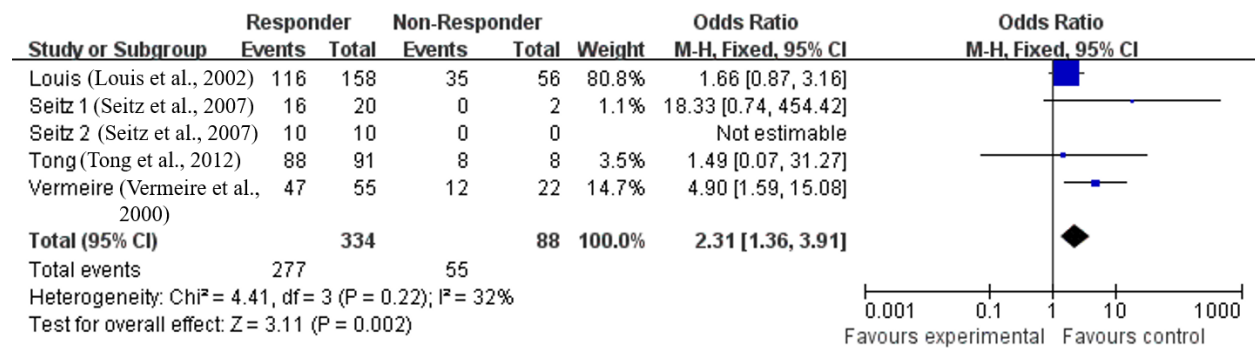 Responder Non-Responder Odds Ratio Odds Ratio
Study or Subgroup Events Total Events Total Weight M-H, Fixed, 95% CI M-H, Fixed, 95% CI
Louis (Louis et al., 2002) 116 158 35 56 80.8% 1.66 [0.87, 3.16]
Seitz 1 (Seitz et al., 2007) 16 20 0 2 1.1% 18.33 [0.74, 454.42]
Seitz 2 (Seitz et al., 2007) 10 10 0 0 Not estimable
Tong (Tong et al., 2012) 88 91 8 8 3.5% 1.49 [0.07, 31.27]
Vermeire (Vermeire et al., 47 55 12 22 14.7% 4.90 [1.59, 15.08]
2000)
Total (95% CI) 334 88 100.0% 2.31 [1.36, 3.91]
Total events 277 55
Heterogeneity: Chi² = 4.41, df = 3 (P = 0.22); I² = 32%
Test for overall effect: Z = 3.11 (P = 0.002)
0.001 0.1 1 10 1000
Favours experimental Favours control